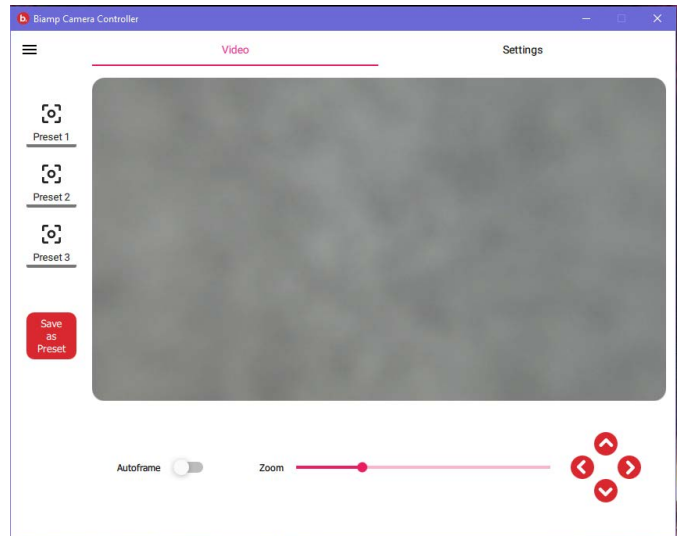 b. Biamp Camera Controller
Video
Settings
Preset 1
Preset 2
Preset 3
Save
as
Preset
Autoframe
Zoom